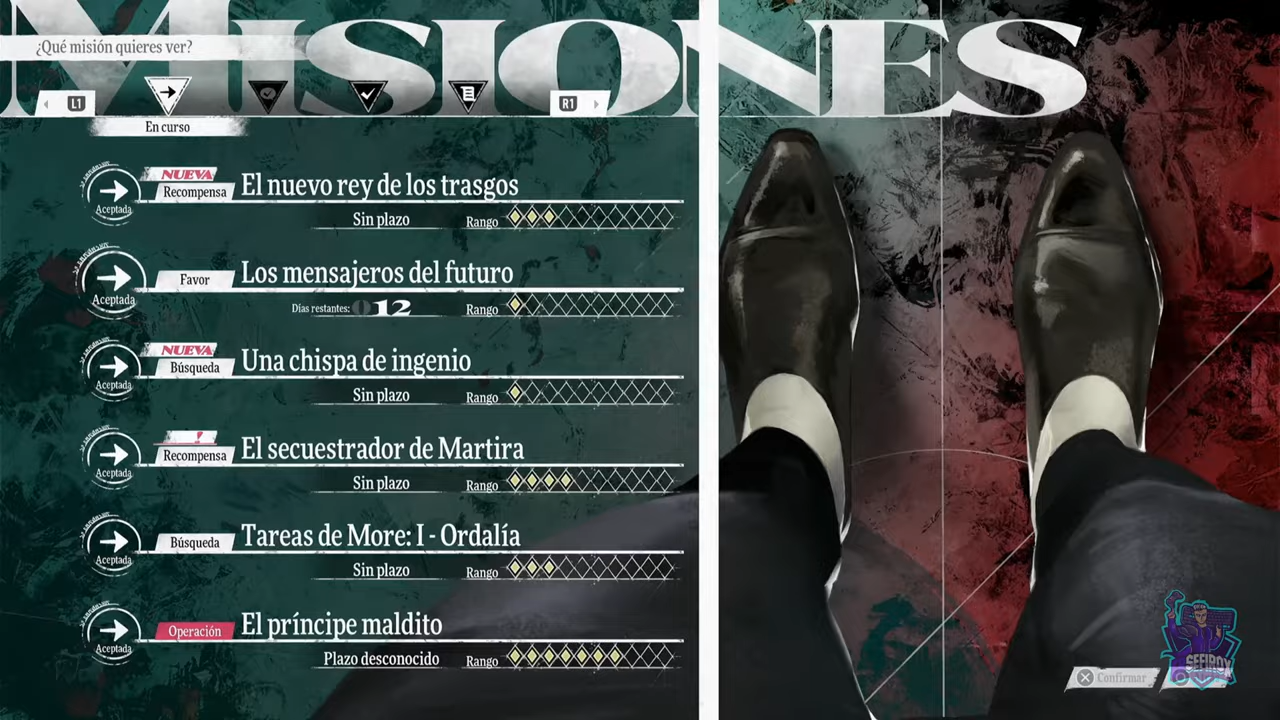 MISIONES
¿Qué misión quieres ver?
L1
R1
En curso
NUEVA
Recompensa
El nuevo rey de los trasgos
Aceptada
Sin plazo
Rango
Favor
Los mensajeros del futuro
Aceptada
Días restantes: 012
Rango
NUEVA
Búsqueda
Una chispa de ingenio
Aceptada
Sin plazo
Rango
!
Recompensa
El secuestrador de Martira
Aceptada
Sin plazo
Rango
Búsqueda
Tareas de More: I - Ordalía
Aceptada
Sin plazo
Rango
Operación
El príncipe maldito
Aceptada
Plazo desconocido
Rango
Confirmar
SEFIROX